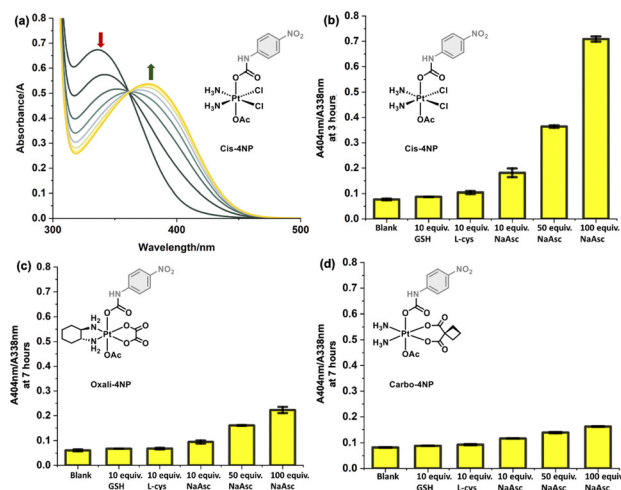 (a)
Absorbance/A
0.8
0.7
0.6
0.5
0.4
0.3
0.2
0.1
0.0
300
400
500
Wavelength/nm
NO₂
HN
O
O
H₃N
Cl
Pt
H₃N
Cl
OAc
Cis-4NP
(b)
A404nm/A338nm
at 3 hours
0.8
0.7
0.6
0.5
0.4
0.3
0.2
0.1
0.0
NO₂
HN
O
O
H₃N
Cl
Pt
H₃N
Cl
OAc
Cis-4NP
Blank
10 equiv.
GSH
10 equiv.
L-cys
10 equiv.
NaAsc
50 equiv.
NaAsc
100 equiv.
NaAsc
(c)
A404nm/A338nm
at 7 hours
0.8
0.7
0.6
0.5
0.4
0.3
0.2
0.1
0.0
NO₂
HN
O
O
H₂
N
O
O
Pt
N
H₂
O
O
OAc
Oxali-4NP
Blank
10 equiv.
GSH
10 equiv.
L-cys
10 equiv.
NaAsc
50 equiv.
NaAsc
100 equiv.
NaAsc
(d)
A404nm/A338nm
at 7 hours
0.8
0.7
0.6
0.5
0.4
0.3
0.2
0.1
0.0
NO₂
HN
O
O
O
H₃N
O
Pt
H₃N
O
OAc
O
Carbo-4NP
Blank
10 equiv.
GSH
10 equiv.
L-cys
10 equiv.
NaAsc
50 equiv.
NaAsc
100 equiv.
NaAsc